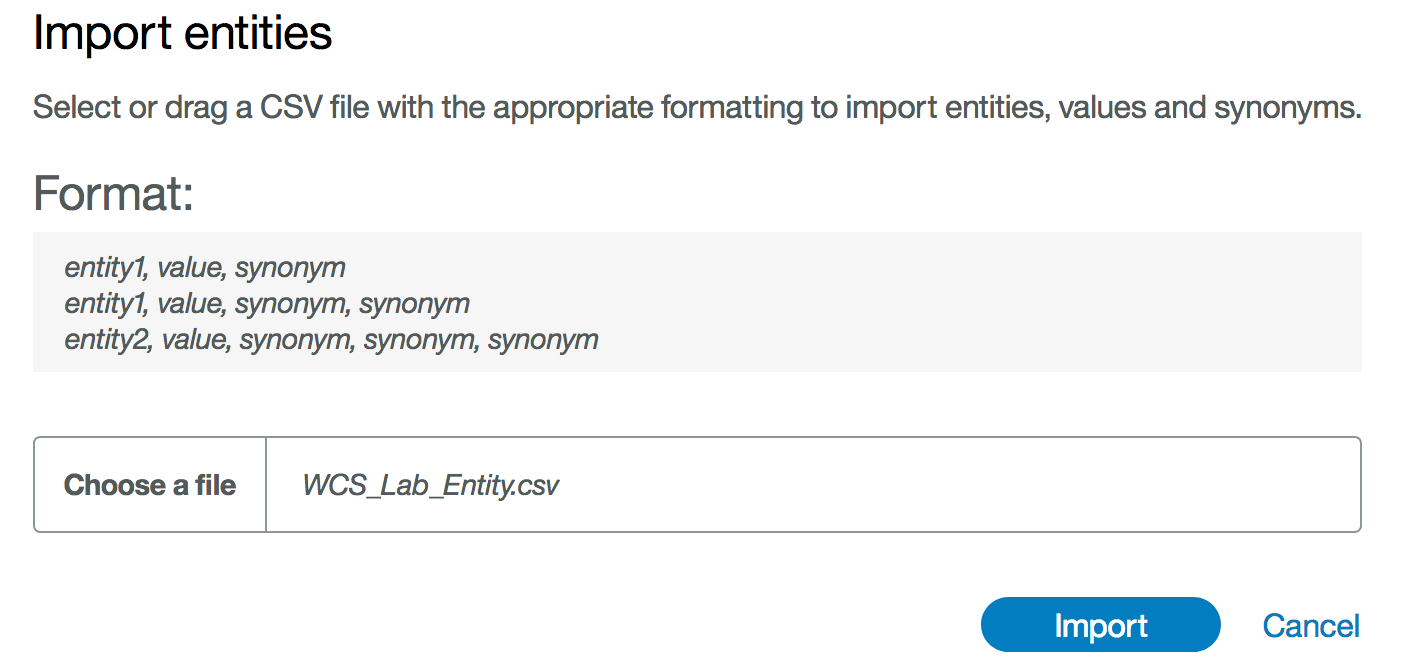 Import entities
Select or drag a CSV file with the appropriate formatting to import entities, values and synonyms.
Format:
entity1, value, synonym
entity1, value, synonym, synonym
entity2, value, synonym, synonym, synonym
Choose a file
WCS_Lab_Entity.csv
Import
Cancel